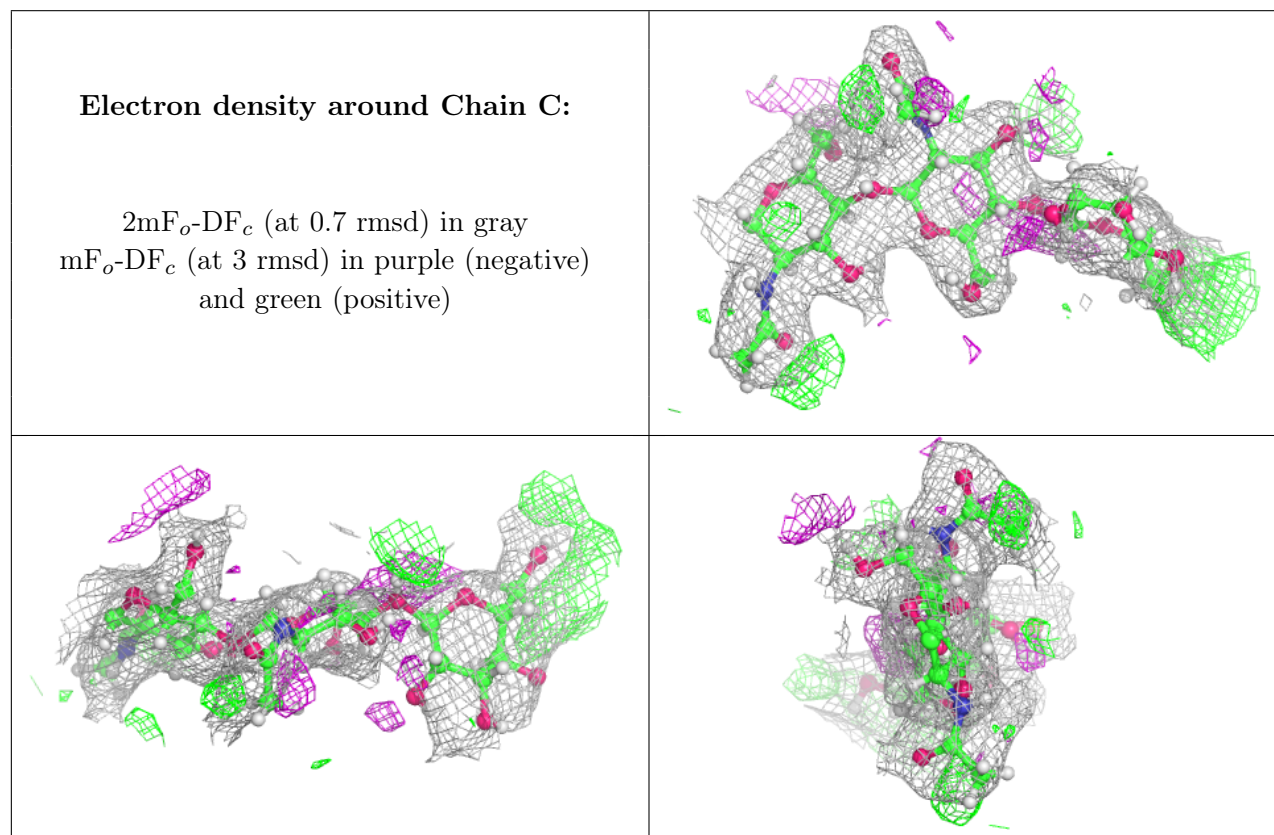 Electron density around Chain C:
2mFₒ-DF𝒸 (at 0.7 rmsd) in gray
mFₒ-DF𝒸 (at 3 rmsd) in purple (negative)
and green (positive)